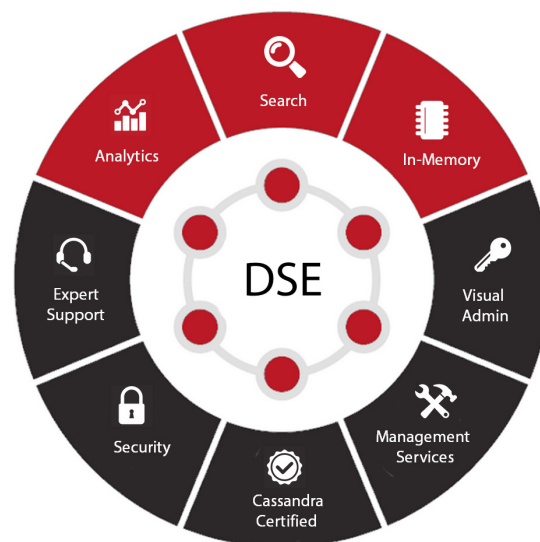 Search
Analytics
In-Memory
DSE
Expert
Support
Visual
Admin
Security
Management
Services
Cassandra
Certified